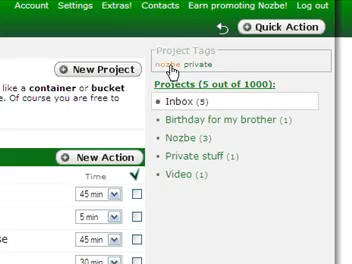 Account Settings Extras! Contacts Earn promoting Nozbe! Log out
Quick Action
Project Tags
nozbe private
New Project
like a container or bucket
e. Of course you are free to
Projects (5 out of 1000):
Inbox (5)
Birthday for my brother (1)
Nozbe (3)
Private stuff (1)
Video (1)
New Action
Time
45 min
5 min
se
45 min
30 min